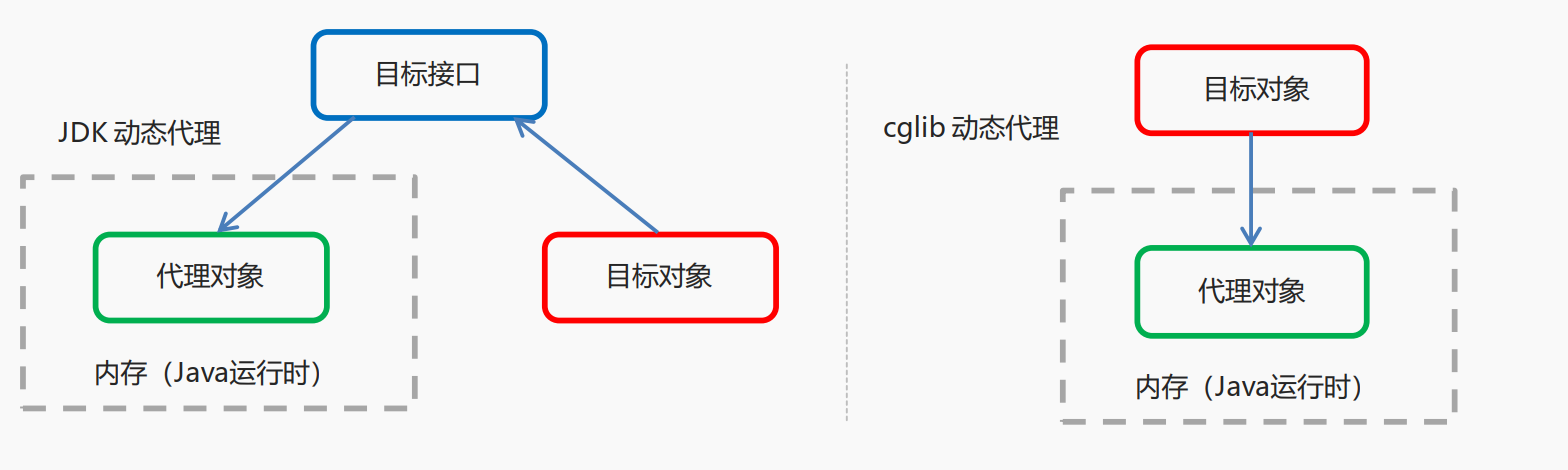 目标接口
JDK 动态代理
代理对象
目标对象
内存（Java运行时）
目标对象
cglib 动态代理
代理对象
内存（Java运行时）